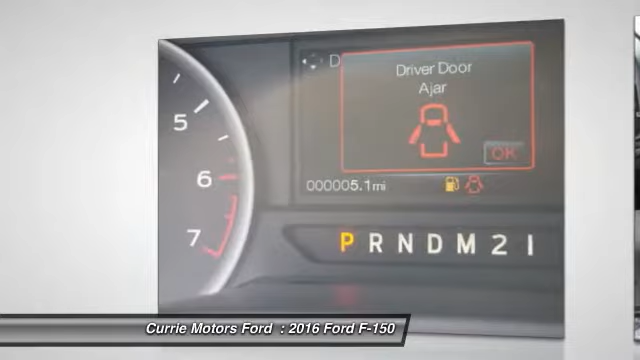 D
Driver Door
Ajar
OK
5
6
7
000005.1mi
P R N D M 2 1
Currie Motors Ford : 2016 Ford F-150